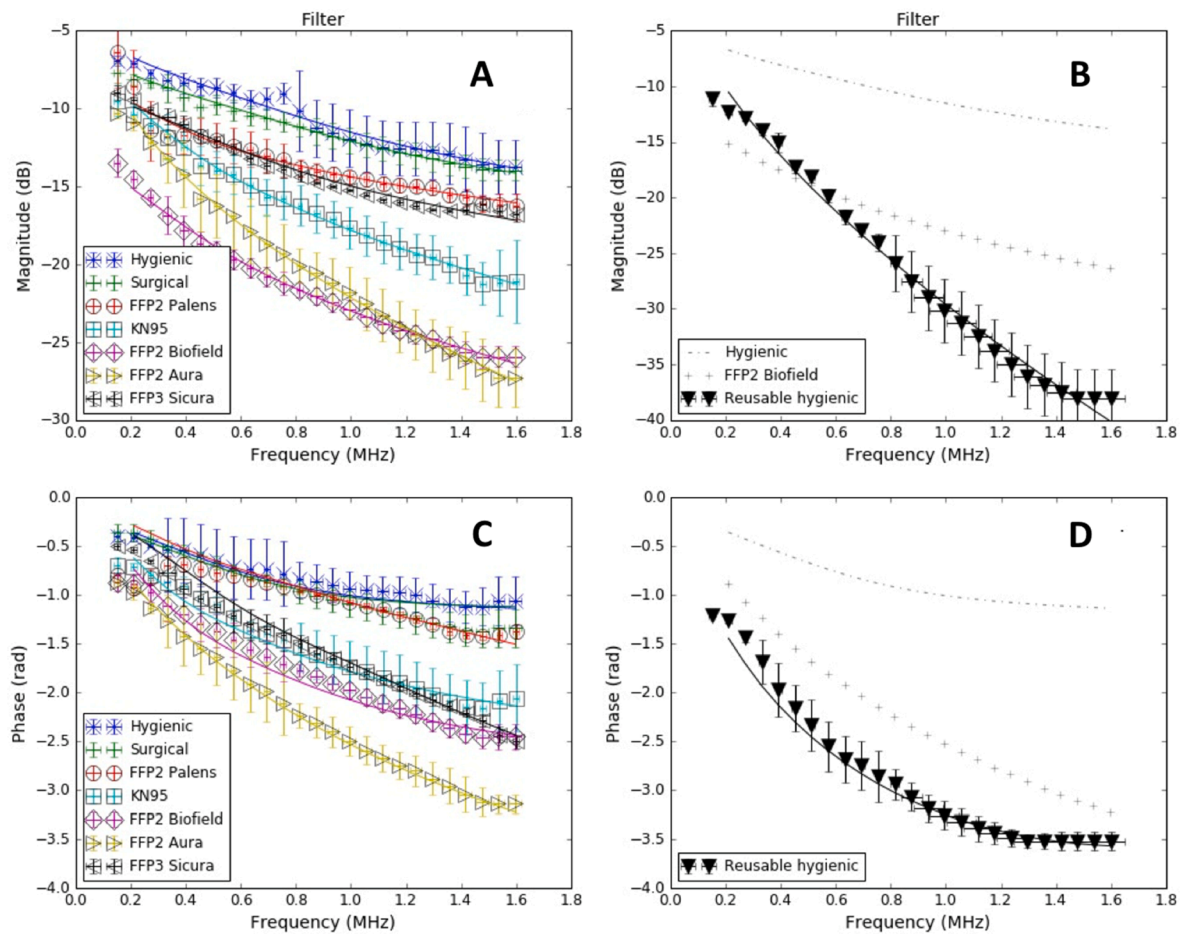 Filter
A
Magnitude (dB)
−5
−10
−15
−20
−25
−30
Hygienic
Surgical
FFP2 Palens
KN95
FFP2 Biofield
FFP2 Aura
FFP3 Sicura
0.0 0.2 0.4 0.6 0.8 1.0 1.2 1.4 1.6 1.8
Frequency (MHz)
Filter
B
Magnitude (dB)
−5
−10
−15
−20
−25
−30
−35
−40
Hygienic
FFP2 Biofield
Reusable hygienic
0.0 0.2 0.4 0.6 0.8 1.0 1.2 1.4 1.6 1.8
Frequency (MHz)
C
Phase (rad)
0.0
−0.5
−1.0
−1.5
−2.0
−2.5
−3.0
−3.5
−4.0
Hygienic
Surgical
FFP2 Palens
KN95
FFP2 Biofield
FFP2 Aura
FFP3 Sicura
0.0 0.2 0.4 0.6 0.8 1.0 1.2 1.4 1.6 1.8
Frequency (MHz)
D
Phase (rad)
0.0
−0.5
−1.0
−1.5
−2.0
−2.5
−3.0
−3.5
−4.0
Reusable hygienic
0.0 0.2 0.4 0.6 0.8 1.0 1.2 1.4 1.6 1.8
Frequency (MHz)